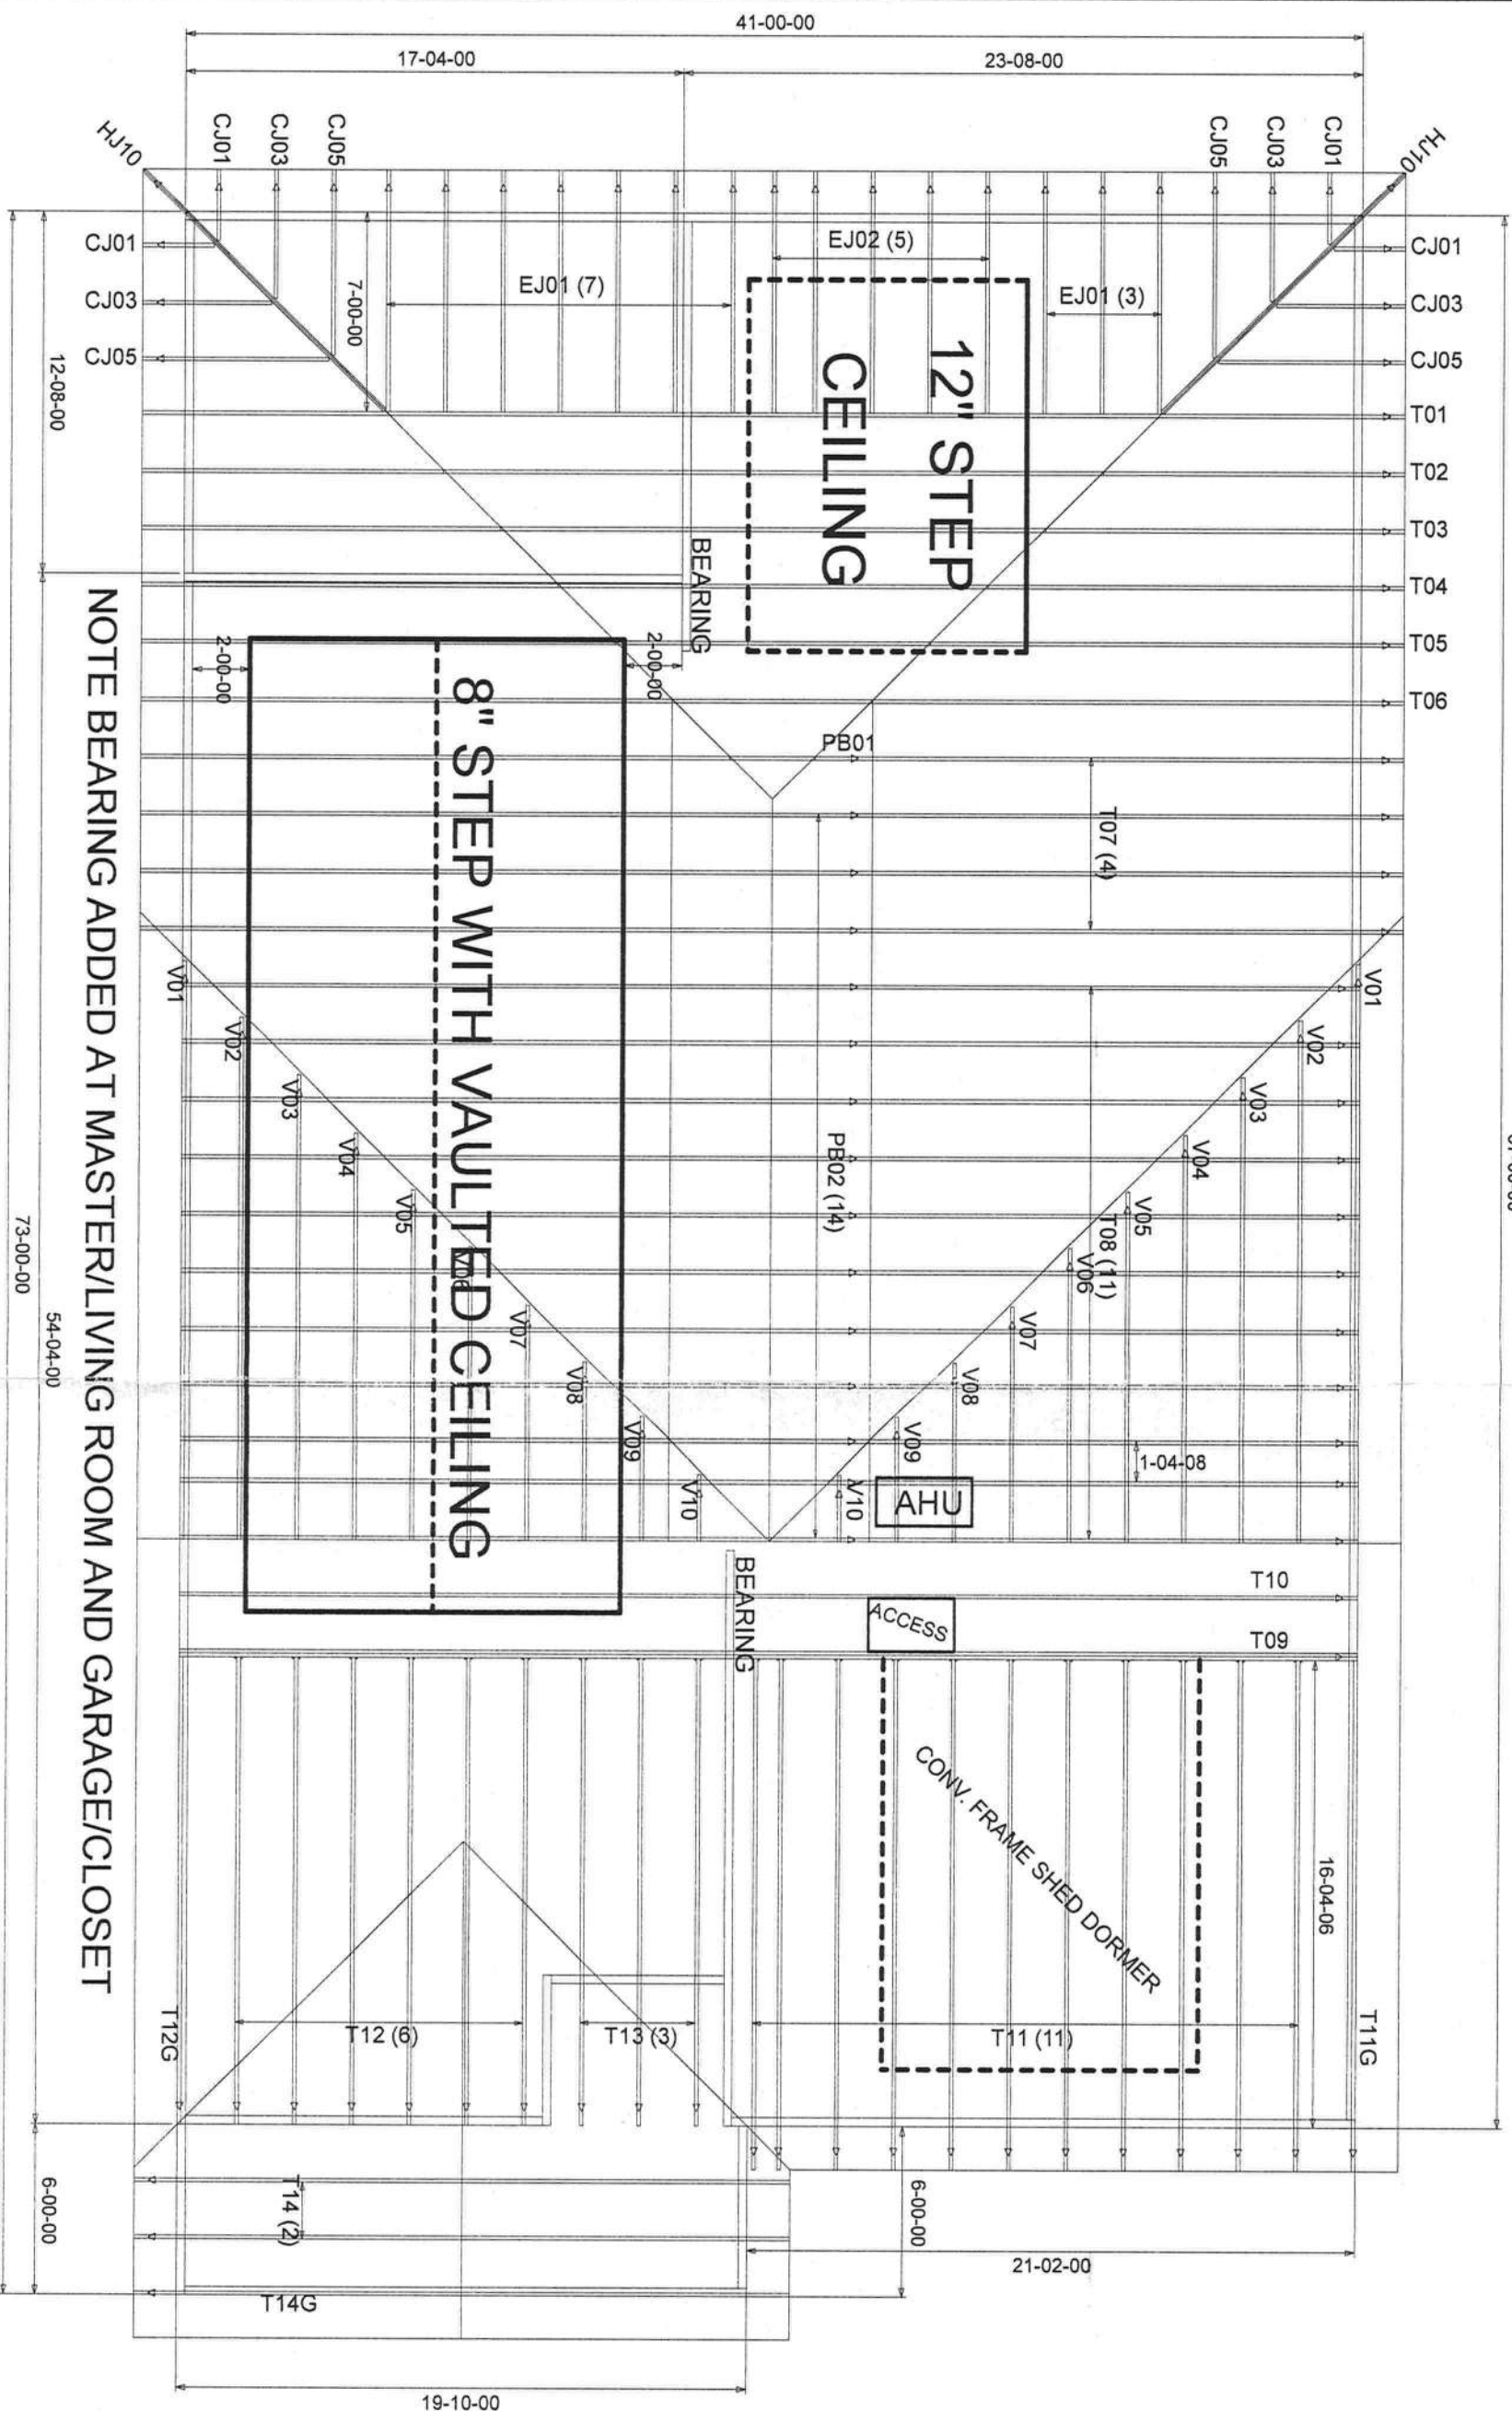 41-00-00
17-04-00
23-08-00
HJ10
CJ01
CJ03
CJ05
CJ05
CJ03
CJ01
HJ10
CJ01
CJ03
CJ05
CJ01
CJ03
CJ05
7-00-00
EJ01 (7)
EJ02 (5)
EJ01 (3)
12" STEP
CEILING
12-08-00
T01
T02
T03
T04
T05
T06
BEARING
2-00-00
2-00-00
8" STEP WITH VAULTED CEILING
PB01
T07 (4)
V01
V02
V03
V04
V05
V06
V07
V08
V09
V10
V01
V02
V03
V04
V05
V06
V07
V08
V09
V10
PB02 (14)
T08 (11)
1-04-08
AHU
NOTE BEARING ADDED AT MASTER/LIVING ROOM AND GARAGE/CLOSET
73-00-00
54-04-00
BEARING
T10
ACCESS
T09
CONV. FRAME SHED DORMER
16-04-06
T12G
T12 (6)
T13 (3)
T11 (11)
T11G
6-00-00
T14 (2)
6-00-00
21-02-00
T14G
19-10-00